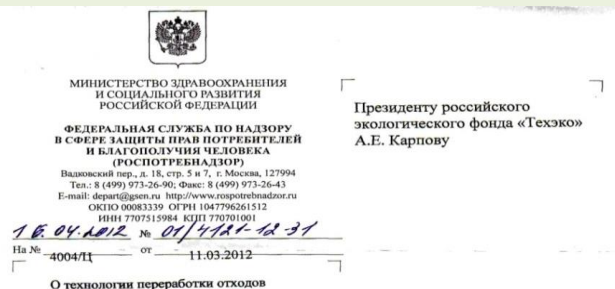 МИНИСТЕРСТВО ЗДРАВООХРАНЕНИЯ
И СОЦИАЛЬНОГО РАЗВИТИЯ
РОССИЙСКОЙ ФЕДЕРАЦИИ
ФЕДЕРАЛЬНАЯ СЛУЖБА ПО НАДЗОРУ
В СФЕРЕ ЗАЩИТЫ ПРАВ ПОТРЕБИТЕЛЕЙ
И БЛАГОПОЛУЧИЯ ЧЕЛОВЕКА
(РОСПОТРЕБНАДЗОР)
Вадковский пер., д. 18, стр. 5 и 7, г. Москва, 127994
Тел.: 8 (499) 973-26-90; Факс: 8 (499) 973-26-43
E-mail: depart@gsen.ru http://www.rospotrebnadzor.ru
ОКПО 00083339 ОГРН 1047796261512
ИНН 7707515984 КПП 770701001
16.04.2012 № 01/4121-12-31
На № 4004/Ц от 11.03.2012
О технологии переработки отходов
Президенту российского
экологического фонда «Техэко»
А.Е. Карпову